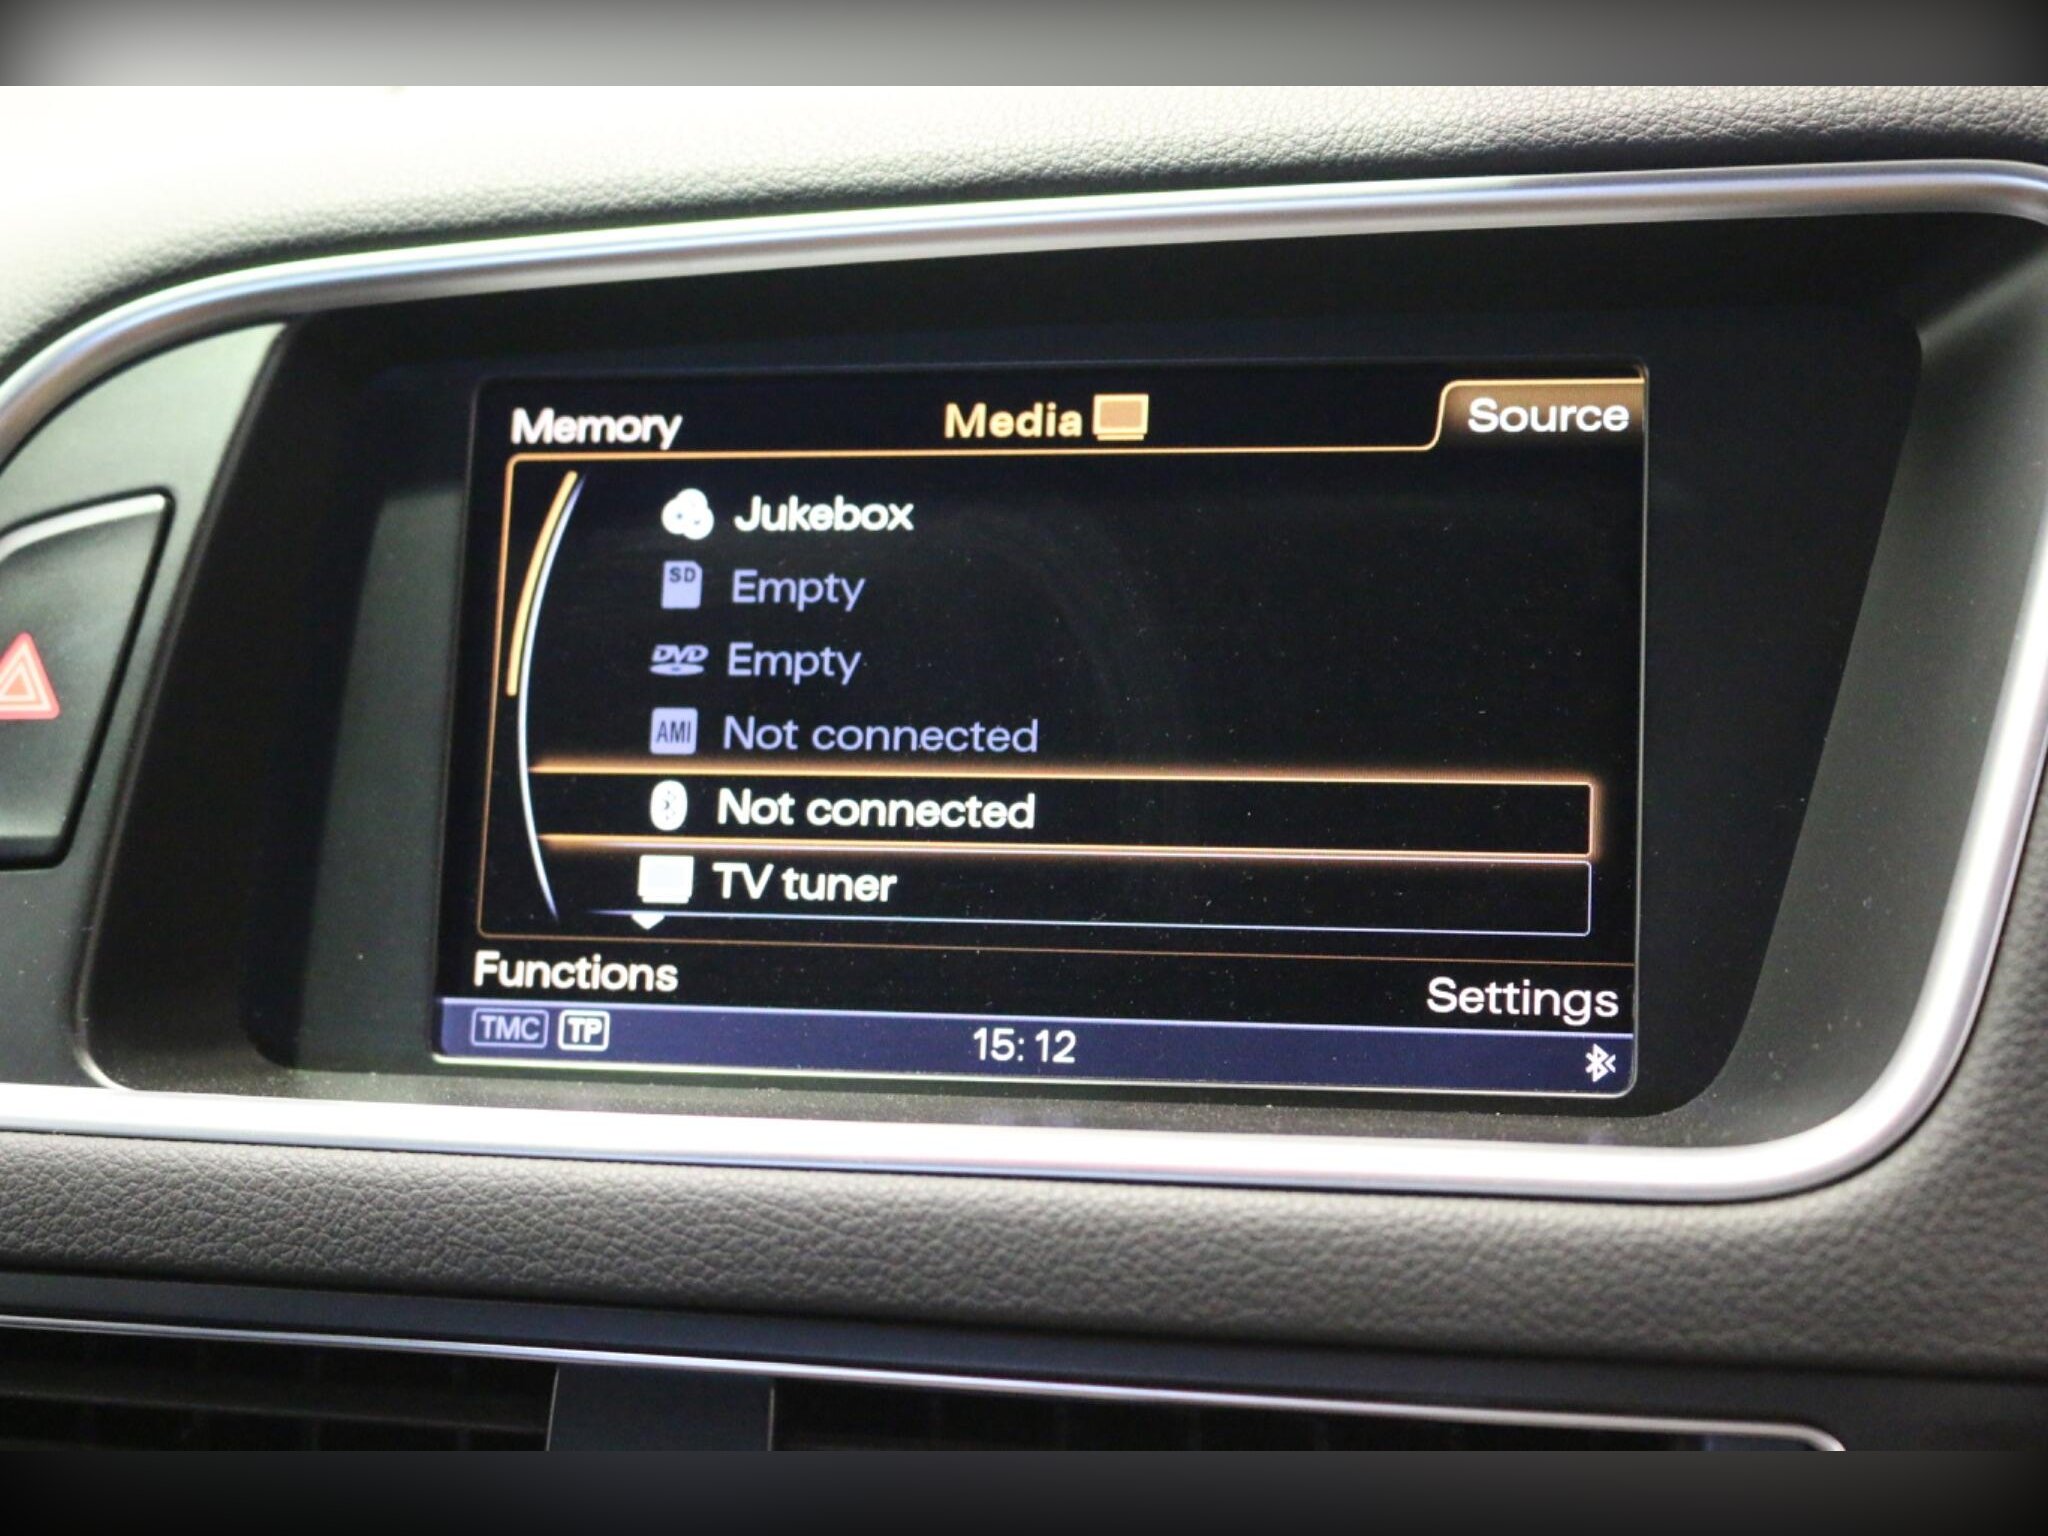 Memory Media Source
Jukebox
SD Empty
DVD Empty
AMI Not connected
Not connected
TV tuner
Functions Settings
TMC TP 15:12